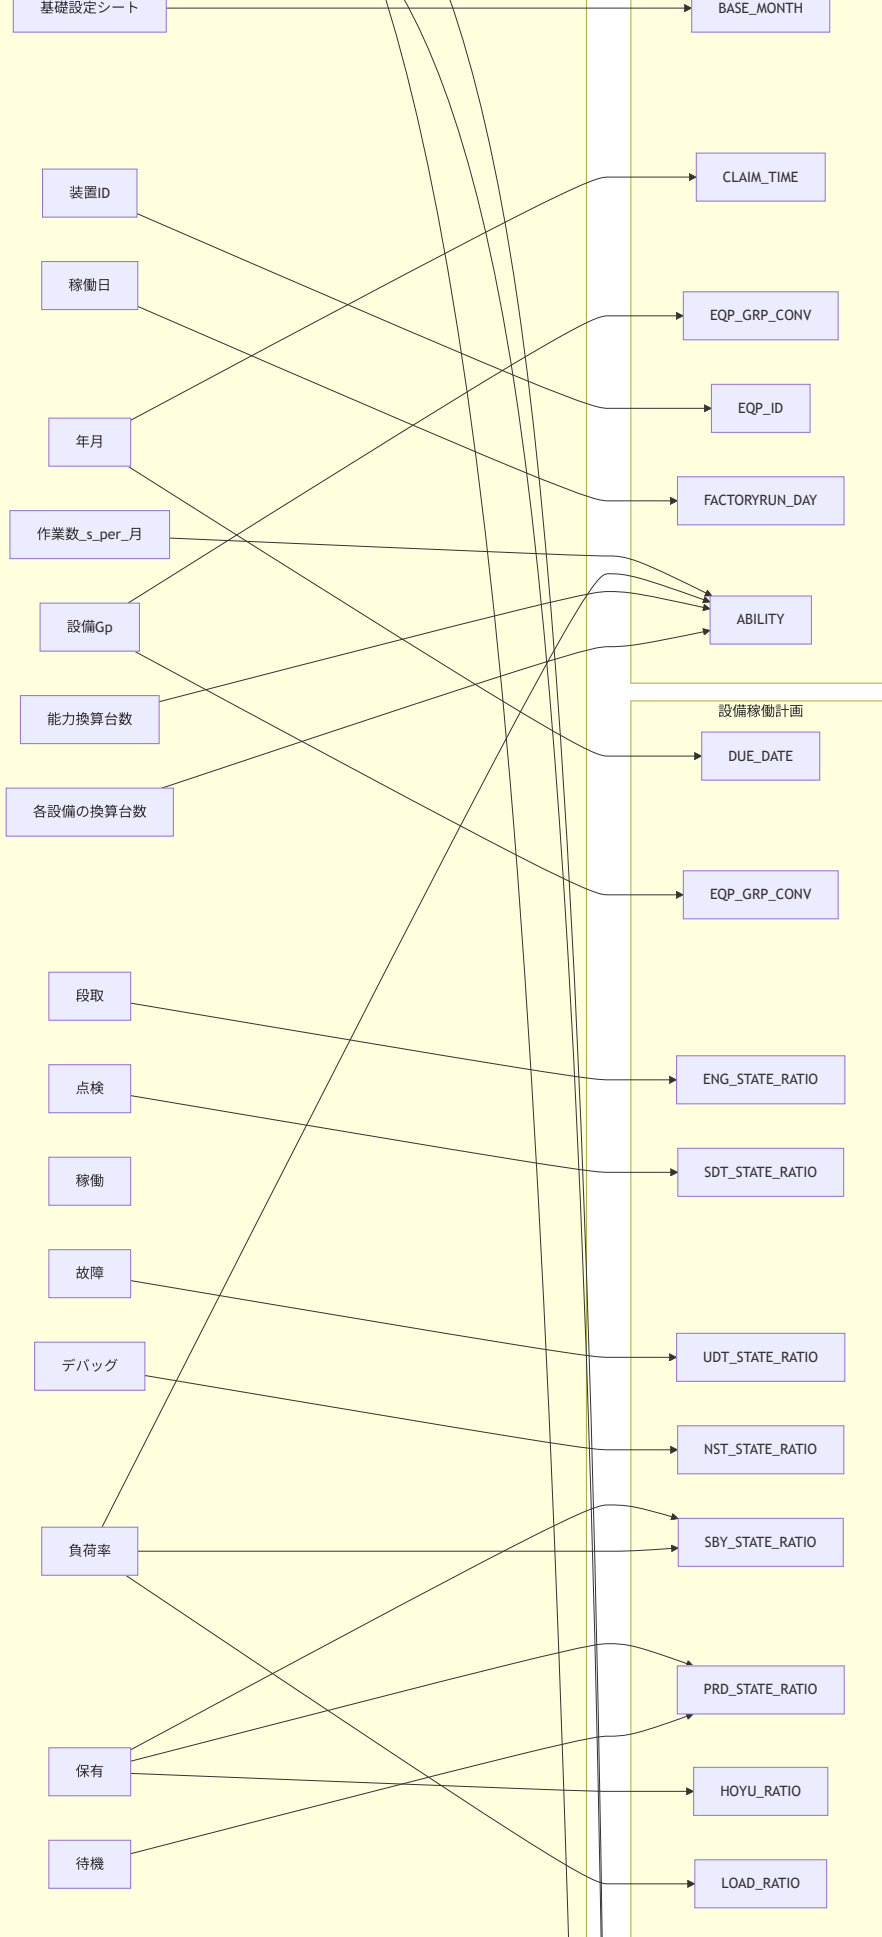 基礎設定シート
BASE_MONTH
CLAIM_TIME
装置ID
稼働日
EQP_GRP_CONV
EQP_ID
年月
FACTORYRUN_DAY
作業数_s_per_月
ABILITY
設備Gp
能力換算台数
設備稼働計画
DUE_DATE
各設備の換算台数
EQP_GRP_CONV
段取
ENG_STATE_RATIO
点検
SDT_STATE_RATIO
稼働
故障
UDT_STATE_RATIO
デバッグ
NST_STATE_RATIO
負荷率
SBY_STATE_RATIO
PRD_STATE_RATIO
保有
HOYU_RATIO
待機
LOAD_RATIO